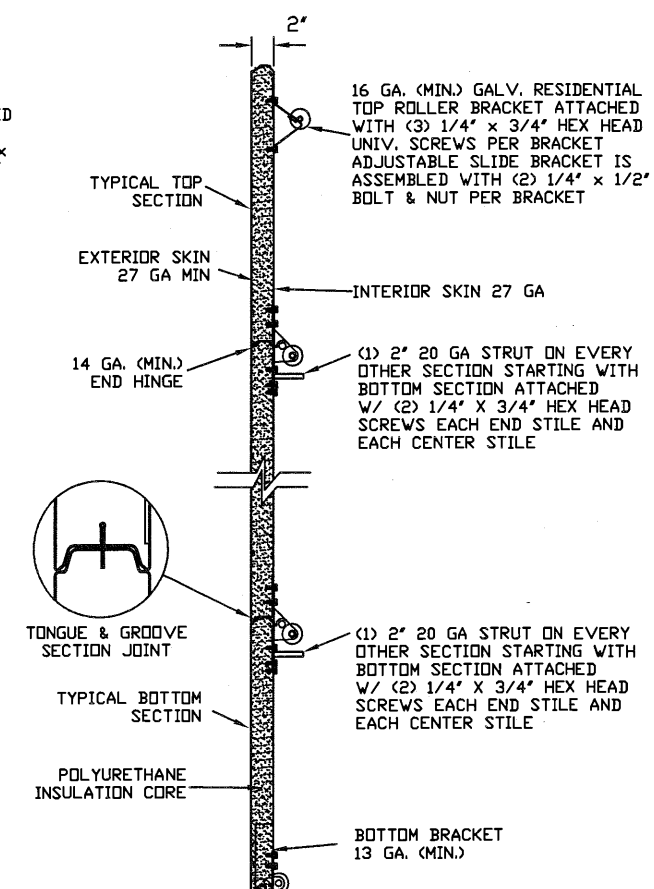 2"
16 GA. (MIN.) GALV. RESIDENTIAL
TOP ROLLER BRACKET ATTACHED
WITH (3) 1/4" x 3/4" HEX HEAD
UNIV. SCREWS PER BRACKET
ADJUSTABLE SLIDE BRACKET IS
ASSEMBLED WITH (2) 1/4" x 1/2"
BOLT & NUT PER BRACKET
TYPICAL TOP
SECTION
EXTERIOR SKIN
27 GA MIN
INTERIOR SKIN 27 GA
14 GA. (MIN.)
END HINGE
(1) 2" 20 GA STRUT ON EVERY
OTHER SECTION STARTING WITH
BOTTOM SECTION ATTACHED
W/ (2) 1/4" X 3/4" HEX HEAD
SCREWS EACH END STILE AND
EACH CENTER STILE
TONGUE & GROOVE
SECTION JOINT
(1) 2" 20 GA STRUT ON EVERY
OTHER SECTION STARTING WITH
BOTTOM SECTION ATTACHED
W/ (2) 1/4" X 3/4" HEX HEAD
SCREWS EACH END STILE AND
EACH CENTER STILE
TYPICAL BOTTOM
SECTION
POLYURETHANE
INSULATION CORE
BOTTOM BRACKET
13 GA. (MIN.)